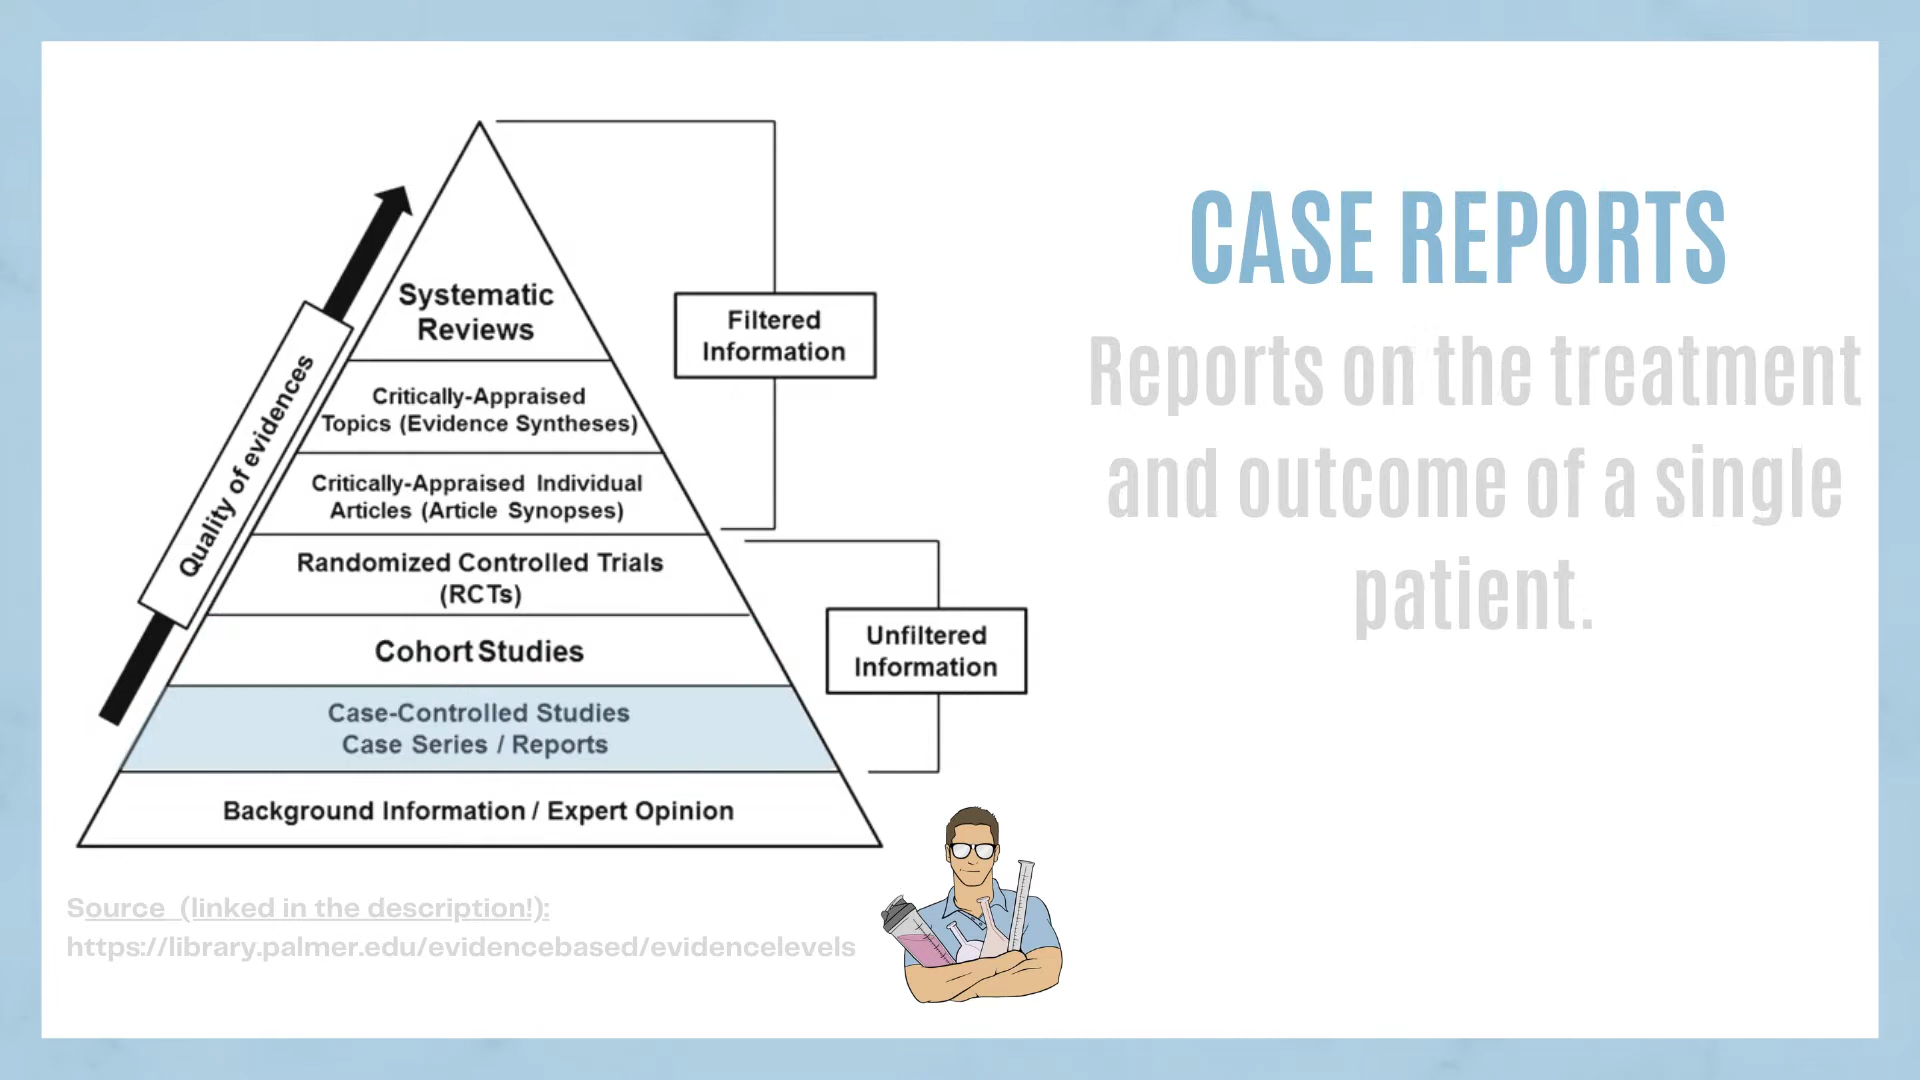 Systematic
Reviews
Critically-Appraised
Topics (Evidence Syntheses)
Critically-Appraised Individual
Articles (Article Synopses)
Randomized Controlled Trials
(RCTs)
Cohort Studies
Case-Controlled Studies
Case Series / Reports
Background Information / Expert Opinion
Quality of evidences
Filtered
Information
Unfiltered
Information
Source (linked in the description!):
https://library.palmer.edu/evidencebased/evidencelevels
CASE REPORTS
Reports on the treatment
and outcome of a single
patient.